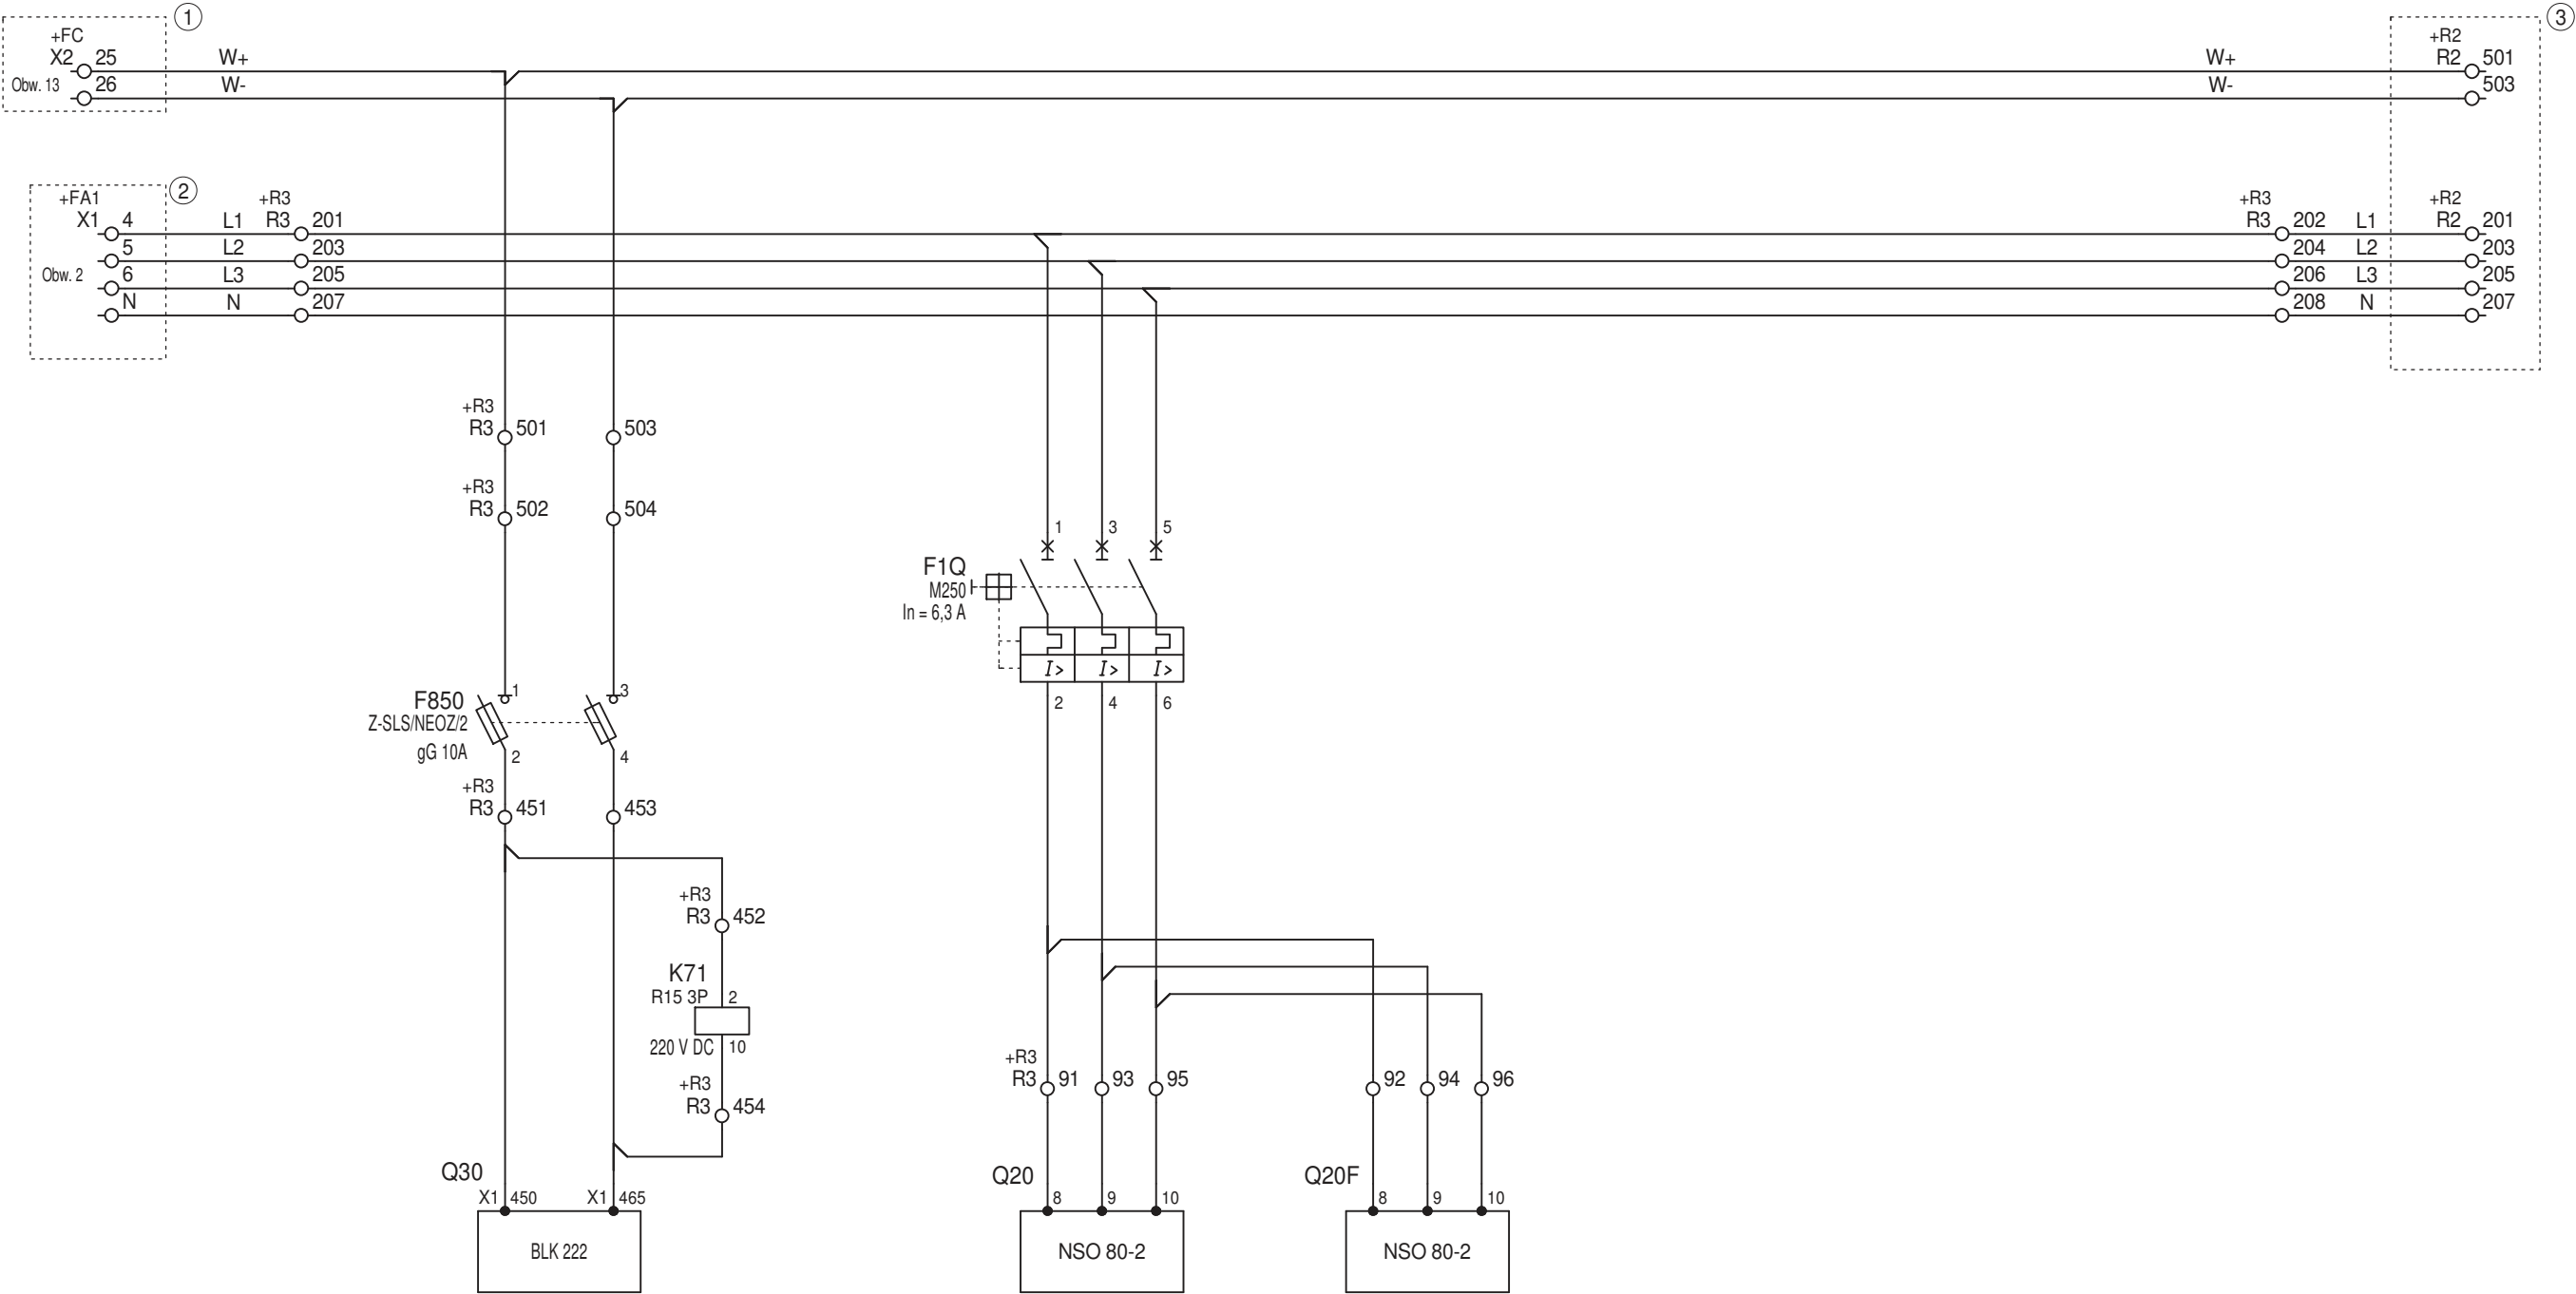 1
+FC
X2 25
Obw. 13 26
W+
W-
W+
W-
3
+R2
R2 501
503
2
+FA1
X1 4
5
Obw. 2 6
N
L1
L2
L3
N
+R3
R3 201
203
205
207
+R3
R3 202 L1
204 L2
206 L3
208 N
+R2
R2 201
203
205
207
+R3
R3 501 503
+R3
R3 502 504
1 3 5
F1Q
M250
In = 6,3 A
I> I> I>
2 4 6
1 3
F850
Z-SLS/NEOZ/2
gG 10A
2 4
+R3
R3 451 453
+R3
R3 452
K71
R15 3P 2
220 V DC 10
+R3
R3 454
+R3
R3 91 93 95 92 94 96
Q30
X1 450 X1 465
BLK 222
Q20
8 9 10
NSO 80-2
Q20F
8 9 10
NSO 80-2